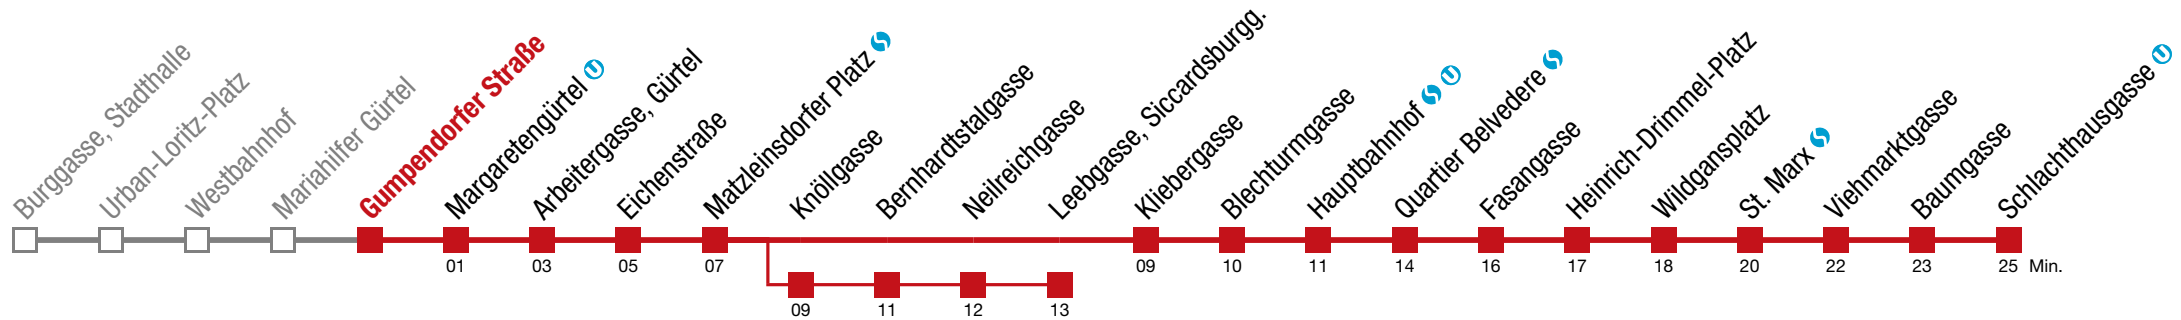 Burggasse, Stadthalle
Urban-Loritz-Platz
Westbahnhof
Mariahilfer Gürtel
Gumpendorfer Straße
Margaretengürtel U
Arbeitergasse, Gürtel
Eichenstraße
Matzleinsdorfer Platz S
Knöllgasse
Bernhardtstalgasse
Neilreichgasse
Leebgasse, Siccardsburgg.
Kliebergasse
Blechturmgasse
Hauptbahnhof S U
Quartier Belvedere S
Fasangasse
Heinrich-Drimmel-Platz
Wildgansplatz
St. Marx S
Viehmarktgasse
Baumgasse
Schlachthausgasse U
01 03 05 07 09 10 11 14 16 17 18 20 22 23 25 Min.
09 11 12 13